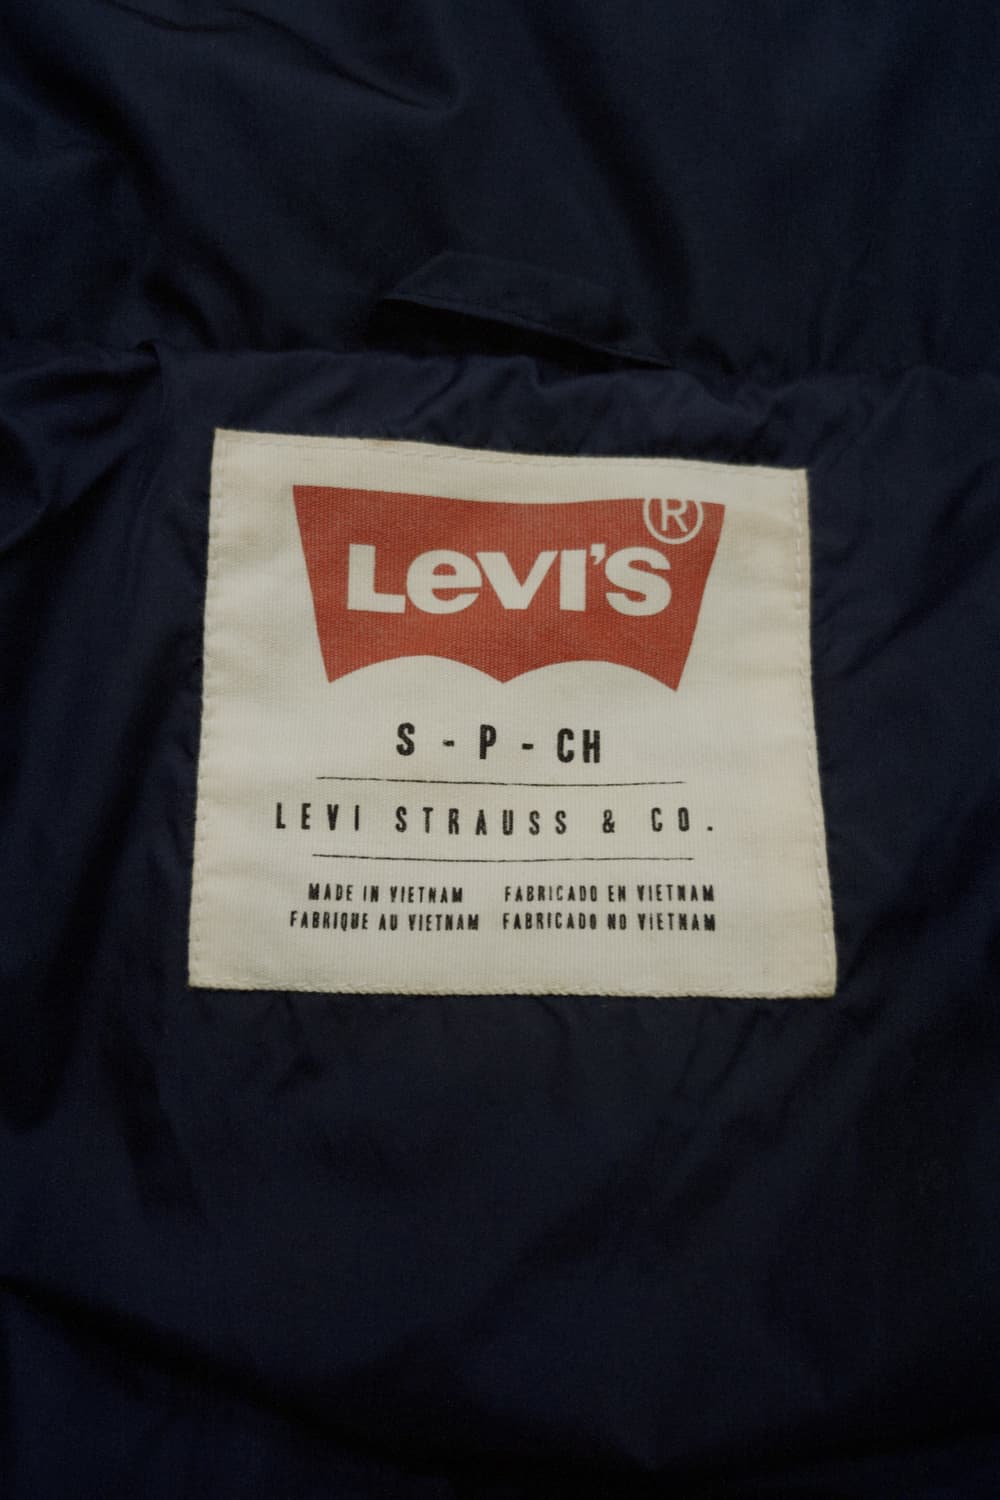 LEVI'S ®
S - P - CH
LEVI STRAUSS & CO.
MADE IN VIETNAM FABRICADO EN VIETNAM
FABRIQUE AU VIETNAM FABRICADO NO VIETNAM